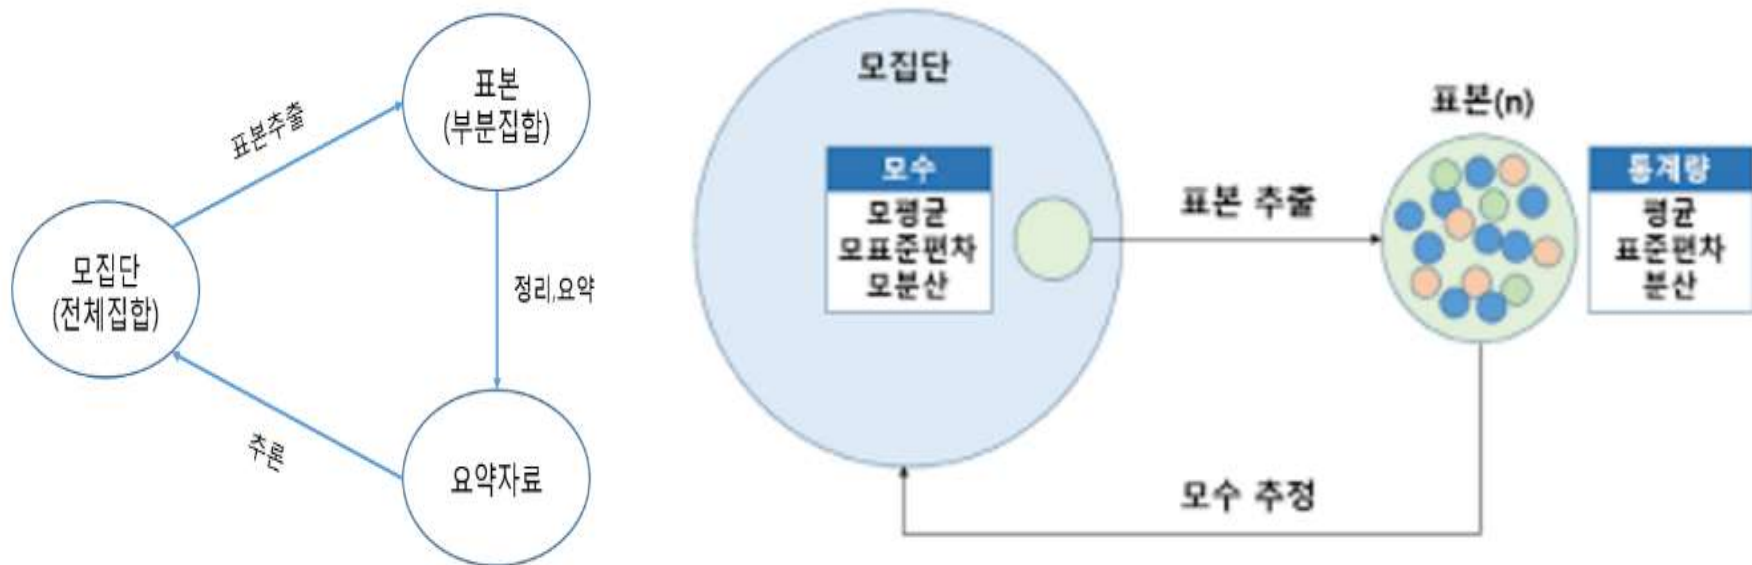 표본
(부분집합)
표본추출
모집단
(전체집합)
정리,요약
추론
요약자료
모집단
모수
모평균
모표준편차
모분산
표본 추출
표본(n)
통계량
평균
표준편차
분산
모수 추정